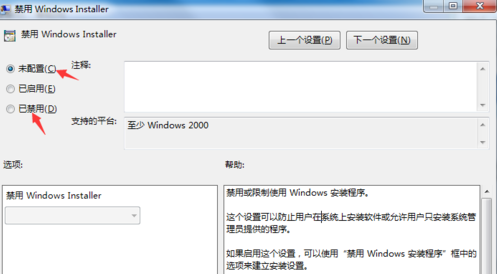 禁用 Windows Installer
禁用 Windows Installer
上一个设置(P)
下一个设置(N)
未配置(C)
注释:
已启用(E)
已禁用(D)
支持的平台:
至少 Windows 2000
选项:
帮助:
禁用 Windows Installer
禁用或限制使用 Windows 安装程序。
这个设置可以防止用户在系统上安装软件或允许用户只安装系统管
理员提供的程序。
如果启用这个设置，可以使用“禁用 Windows 安装程序”框中的
选项来建立安装设置。